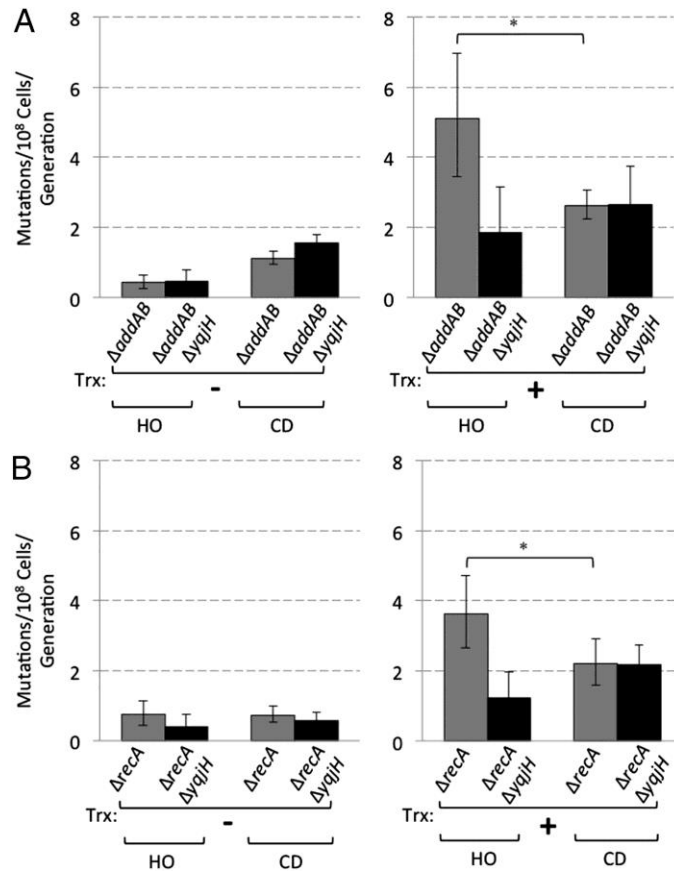 A
Mutations/10⁸ Cells/
Generation
8
6
4
2
0
ΔaddAB
ΔaddAB
ΔyqjH
ΔaddAB
ΔaddAB
ΔyqjH
Trx:
-
HO
CD
8
6
4
2
0
*
ΔaddAB
ΔaddAB
ΔyqjH
ΔaddAB
ΔaddAB
ΔyqjH
+
HO
CD
B
Mutations/10⁸ Cells/
Generation
8
6
4
2
0
ΔrecA
ΔrecA
ΔyqjH
ΔrecA
ΔrecA
ΔyqjH
Trx:
-
HO
CD
8
6
4
2
0
*
ΔrecA
ΔrecA
ΔyqjH
ΔrecA
ΔrecA
ΔyqjH
Trx:
+
HO
CD